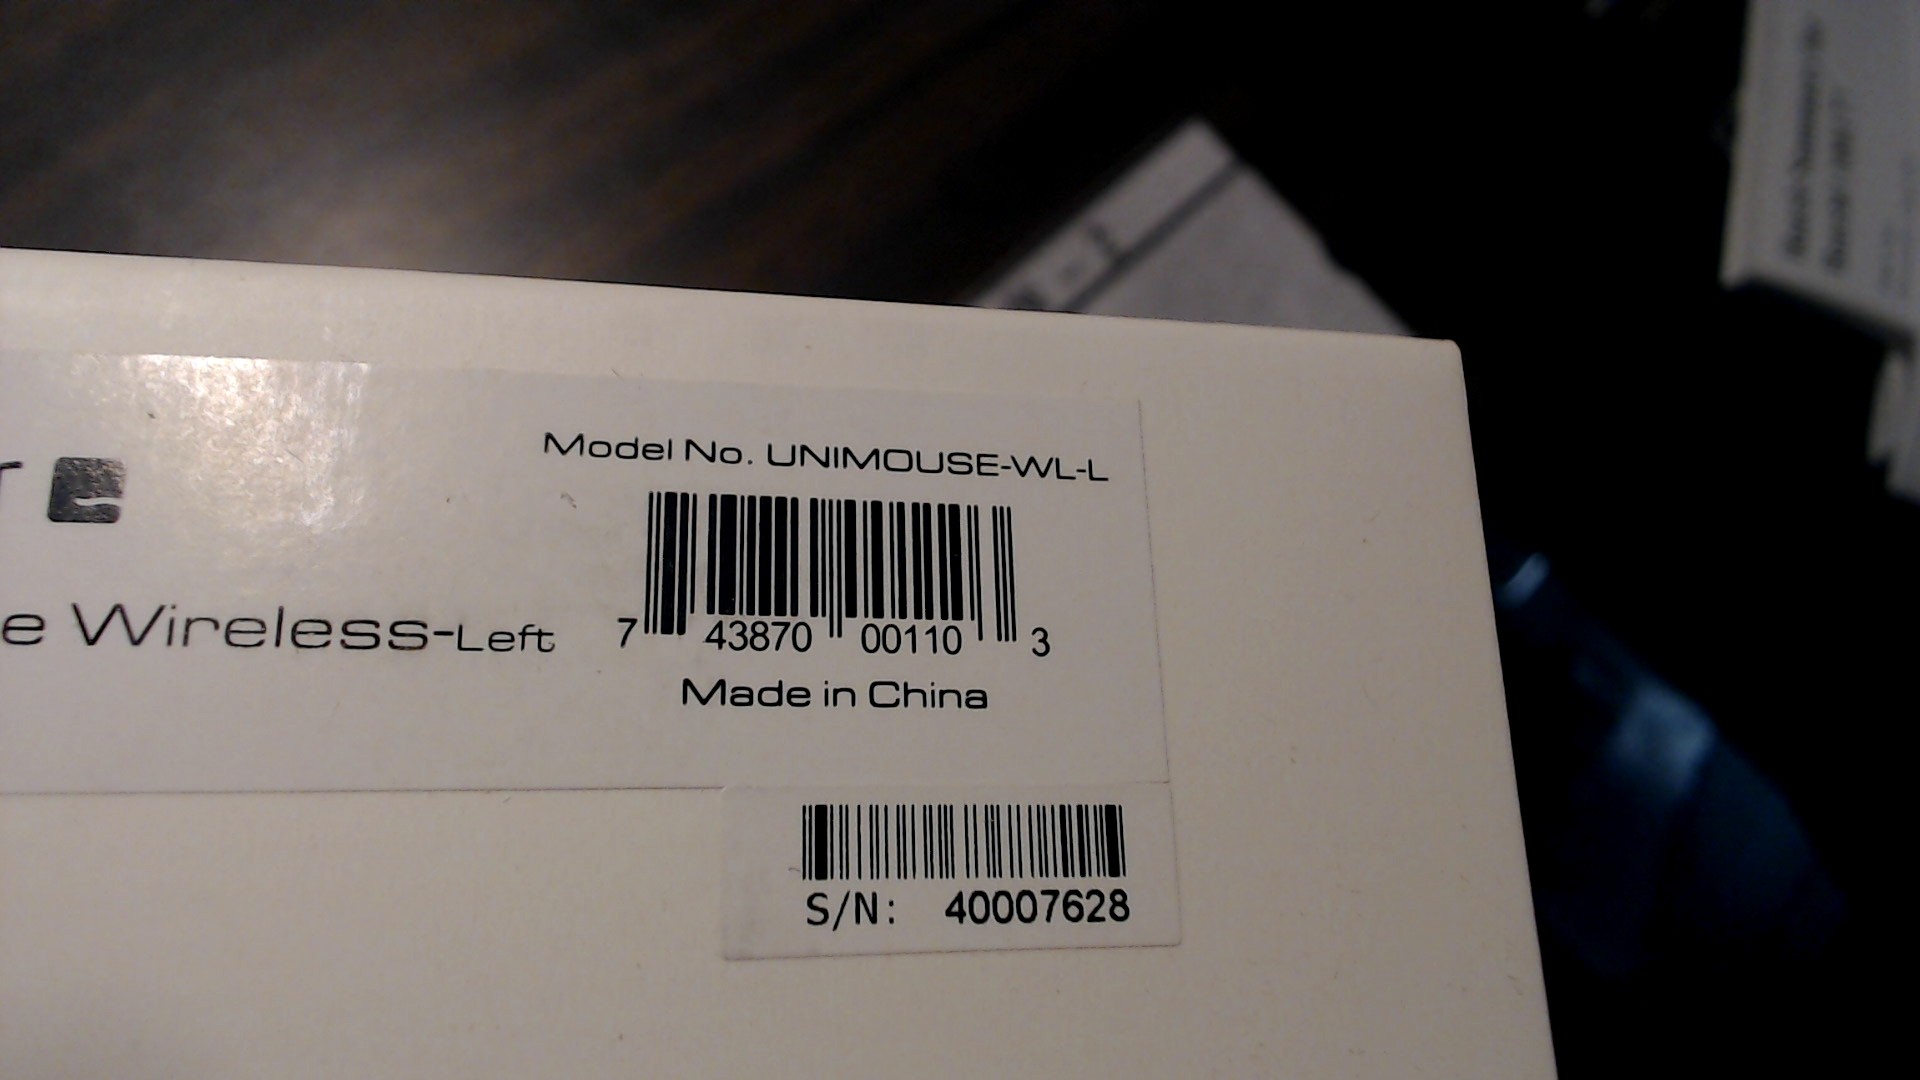 Model No. UNIMOUSE-WL-L
7 43870 00110 3
e Wireless-Left
Made in China
S/N: 40007628